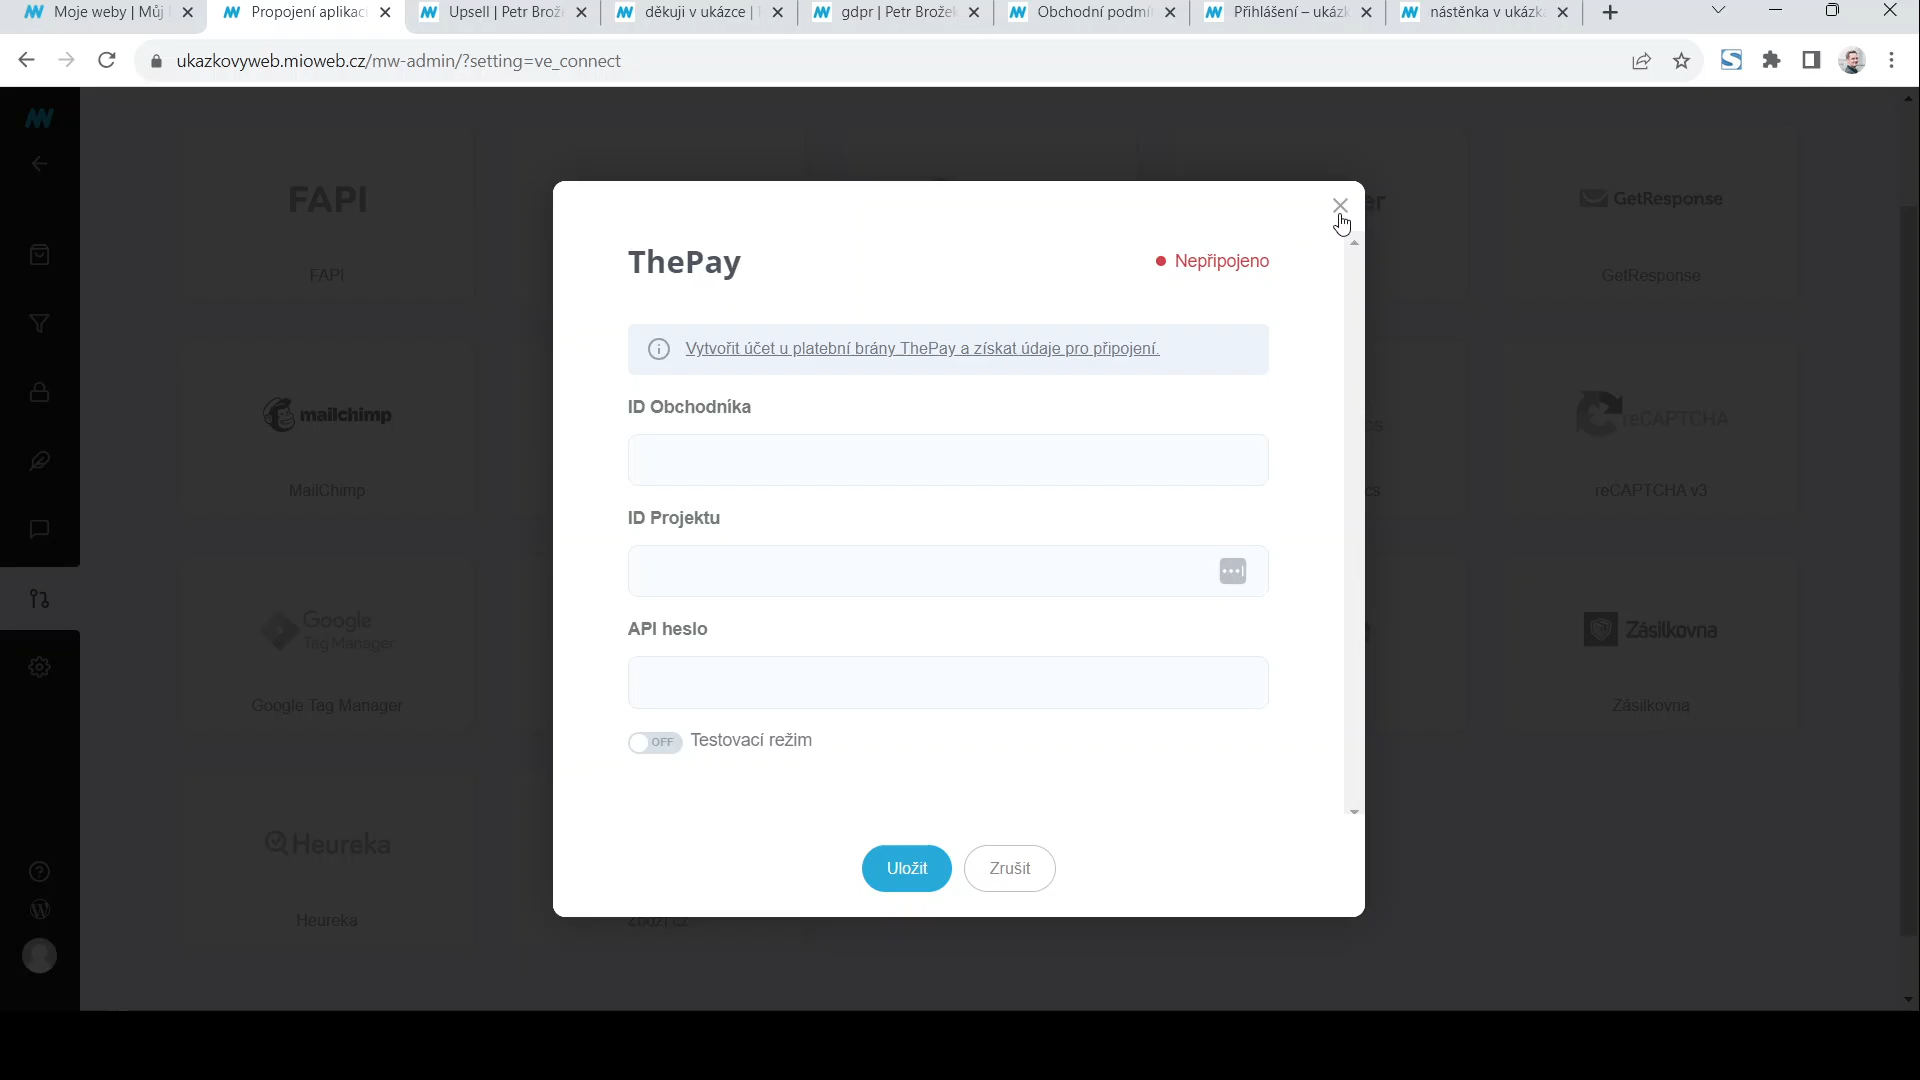 Moje weby | Můj
Propojení aplikac
Upsell | Petr Brož
děkuji v ukázce |
gdpr | Petr Brožek
Obchodní podmí
Přihlášení – ukázk
nástěnka v ukázk
ukazkovyweb.mioweb.cz/mw-admin/?setting=ve_connect
FAPI
FAPI
GetResponse
GetResponse
ThePay
Nepřipojeno
Vytvořit účet u platební brány ThePay a získat údaje pro připojení.
ID Obchodníka
mailchimp
MailChimp
reCAPTCHA
reCAPTCHA v3
ID Projektu
API heslo
Google
Tag Manager
Google Tag Manager
Zásilkovna
Zásilkovna
OFF Testovací režim
Heureka
Heureka
Uložit
Zrušit